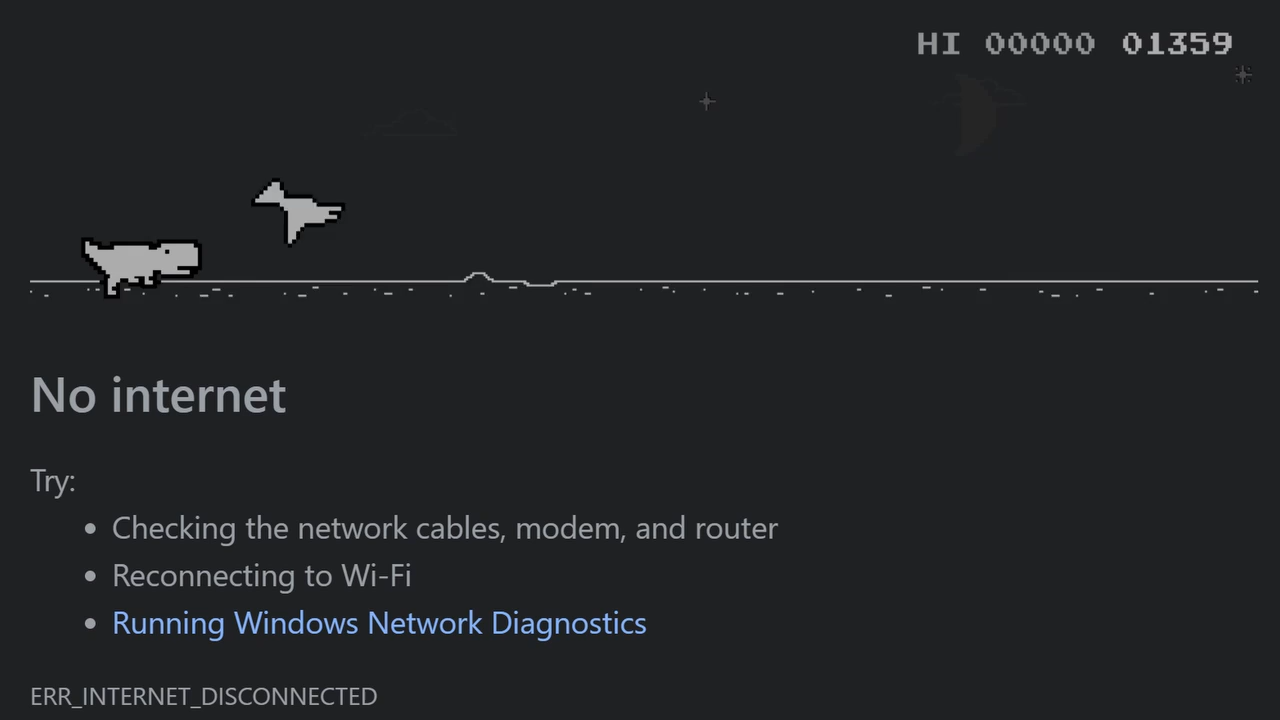 HI 00000 01359
No internet
Try:
Checking the network cables, modem, and router
Reconnecting to Wi-Fi
Running Windows Network Diagnostics
ERR_INTERNET_DISCONNECTED